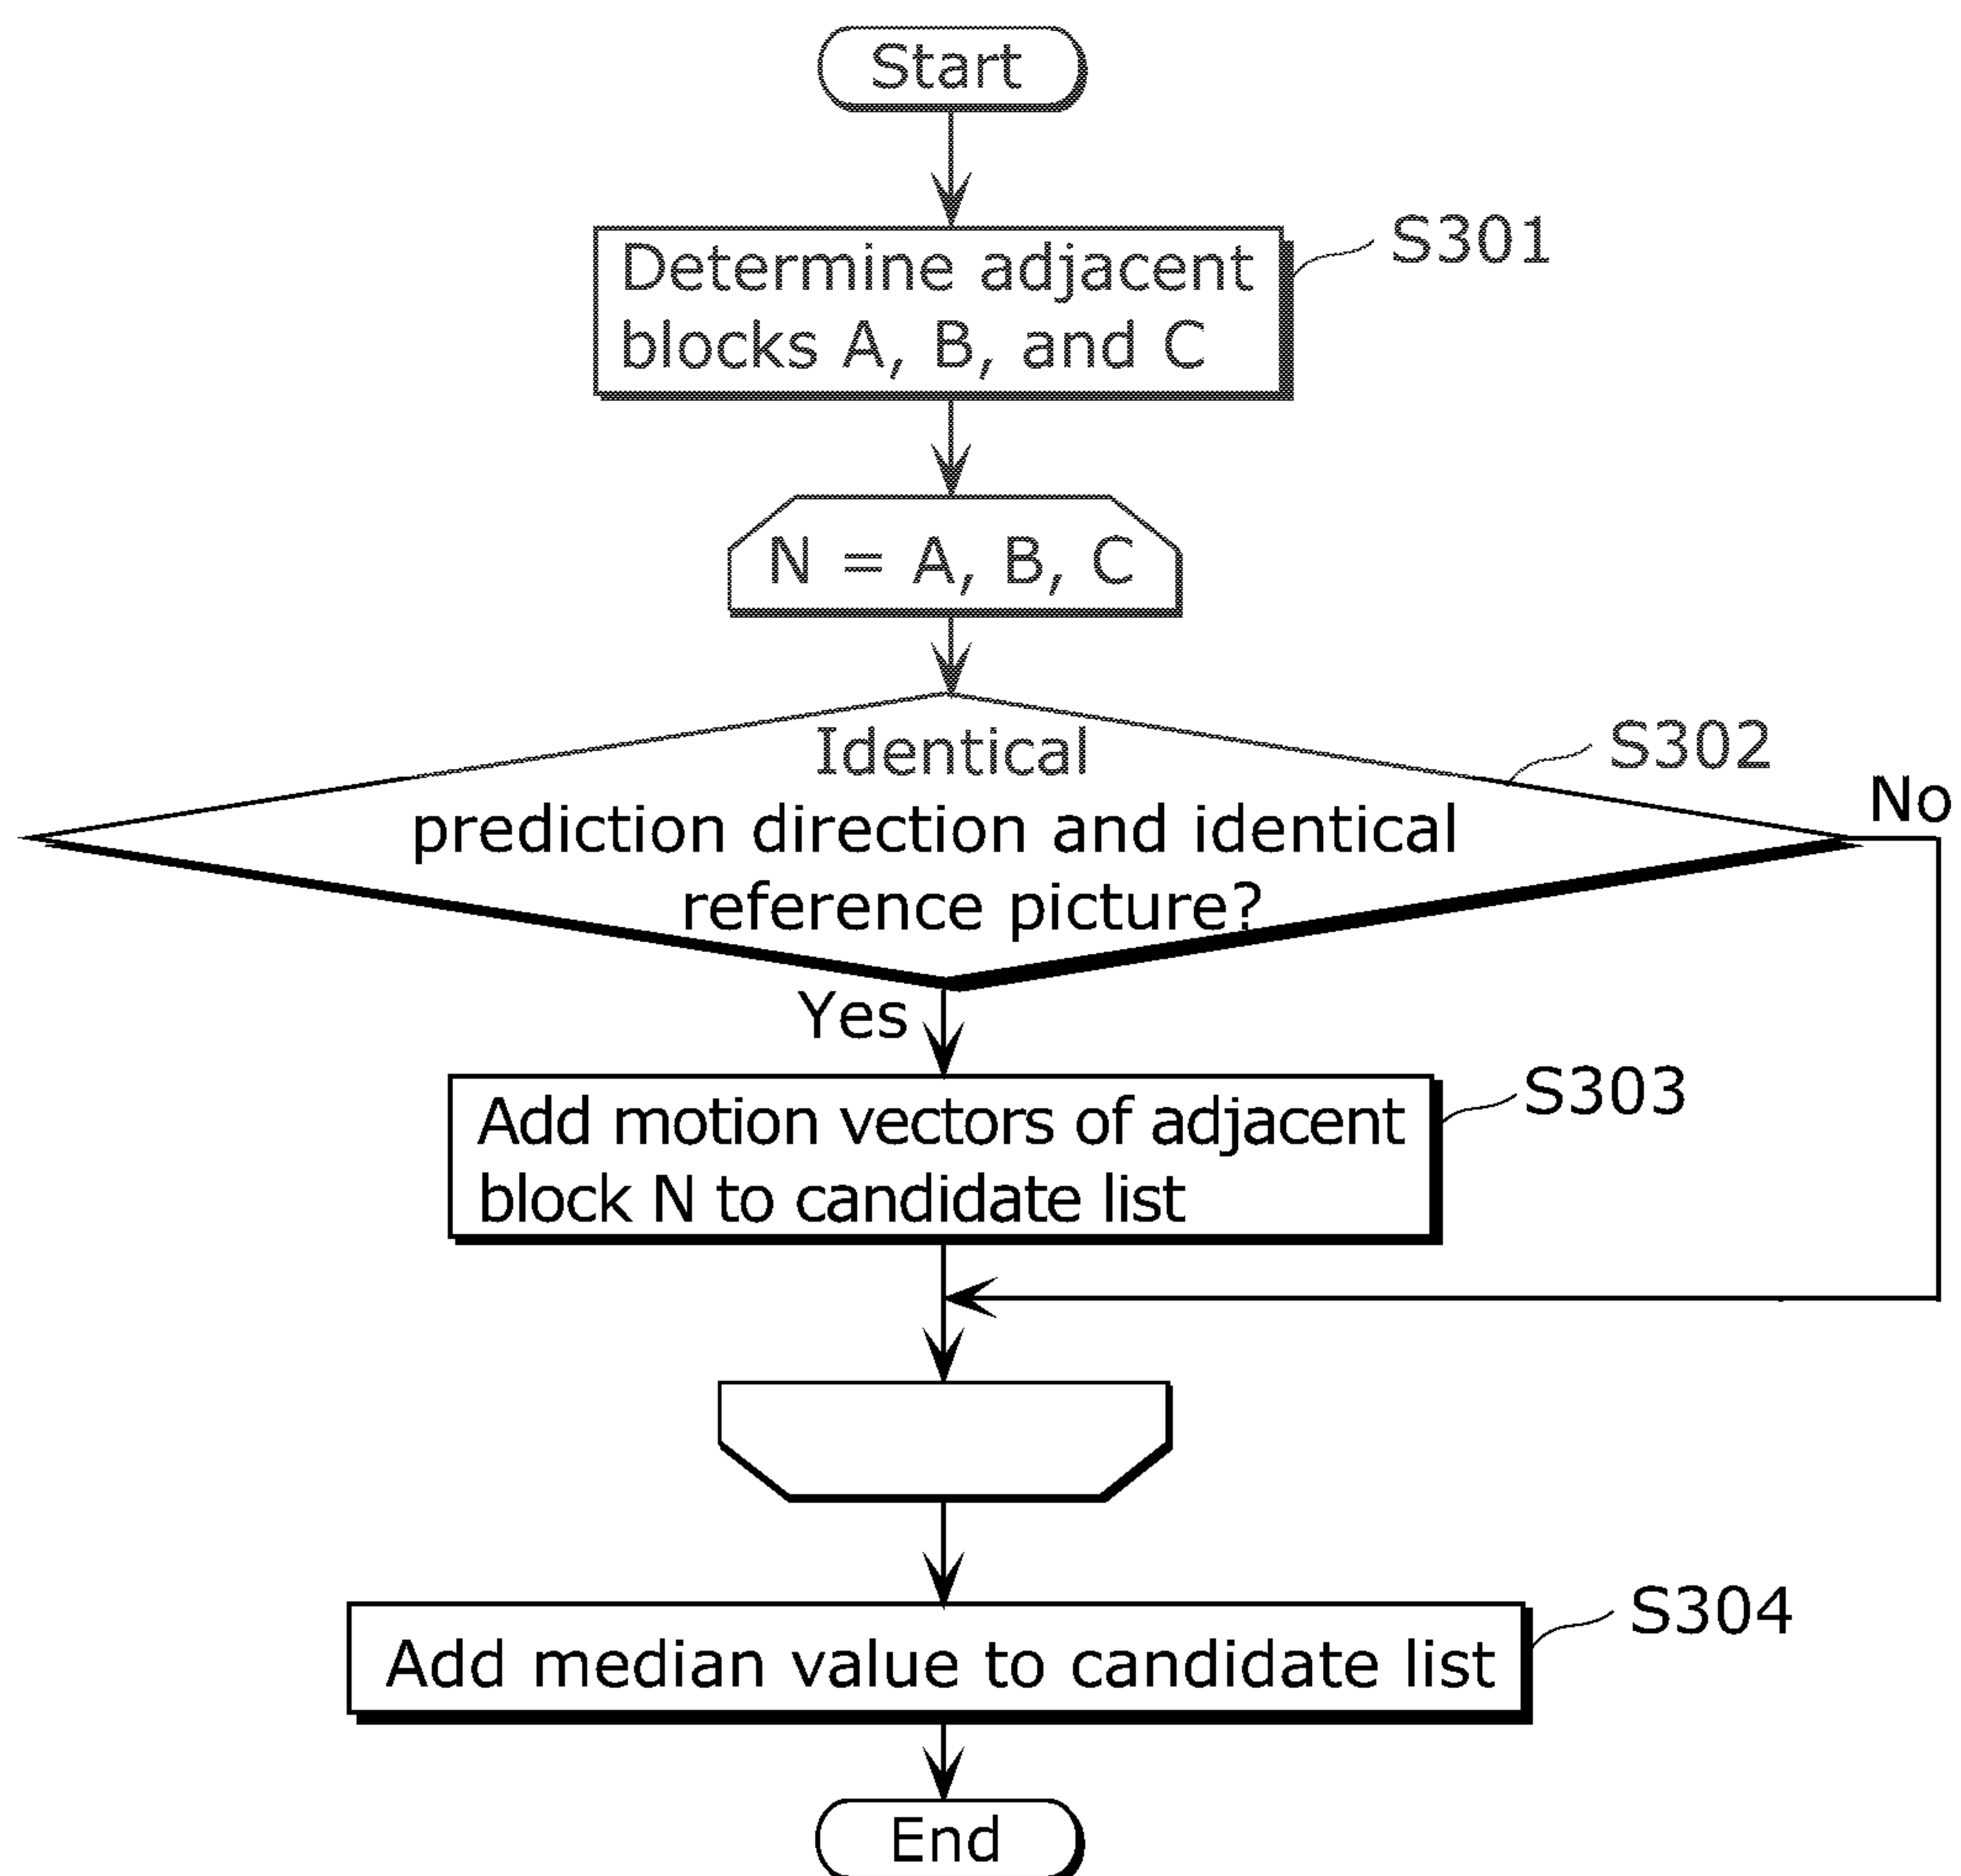 Start
Determine adjacent
blocks A, B, and C
S301
N = A, B, C
Identical
prediction direction and identical
reference picture?
S302
No
Yes
Add motion vectors of adjacent
block N to candidate list
S303
Add median value to candidate list
S304
End